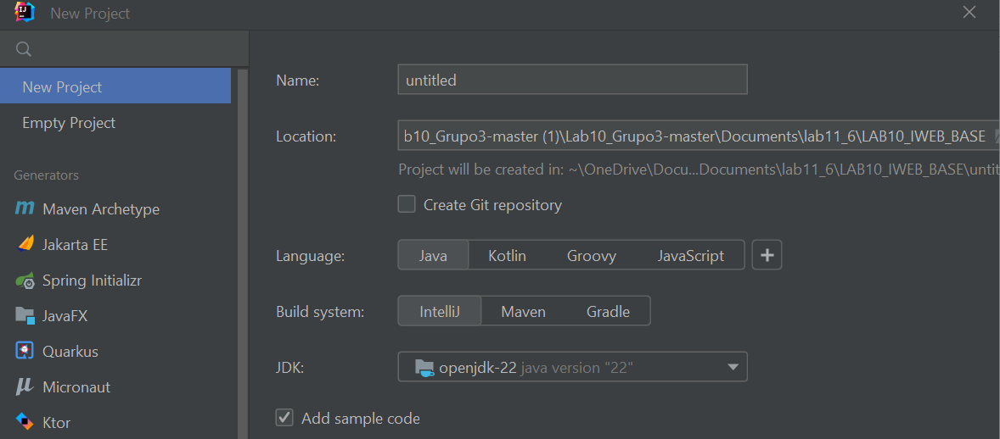 New Project
New Project
Empty Project
Generators
Maven Archetype
Jakarta EE
Spring Initializr
JavaFX
Quarkus
Micronaut
Ktor
Name: untitled
Location: b10_Grupo3-master (1)\Lab10_Grupo3-master\Documents\lab11_6\LAB10_IWEB_BASE
Project will be created in: ~\OneDrive\Docu...Documents\lab11_6\LAB10_IWEB_BASE\untit
Create Git repository
Language: Java Kotlin Groovy JavaScript +
Build system: IntelliJ Maven Gradle
JDK: openjdk-22 java version "22"
Add sample code